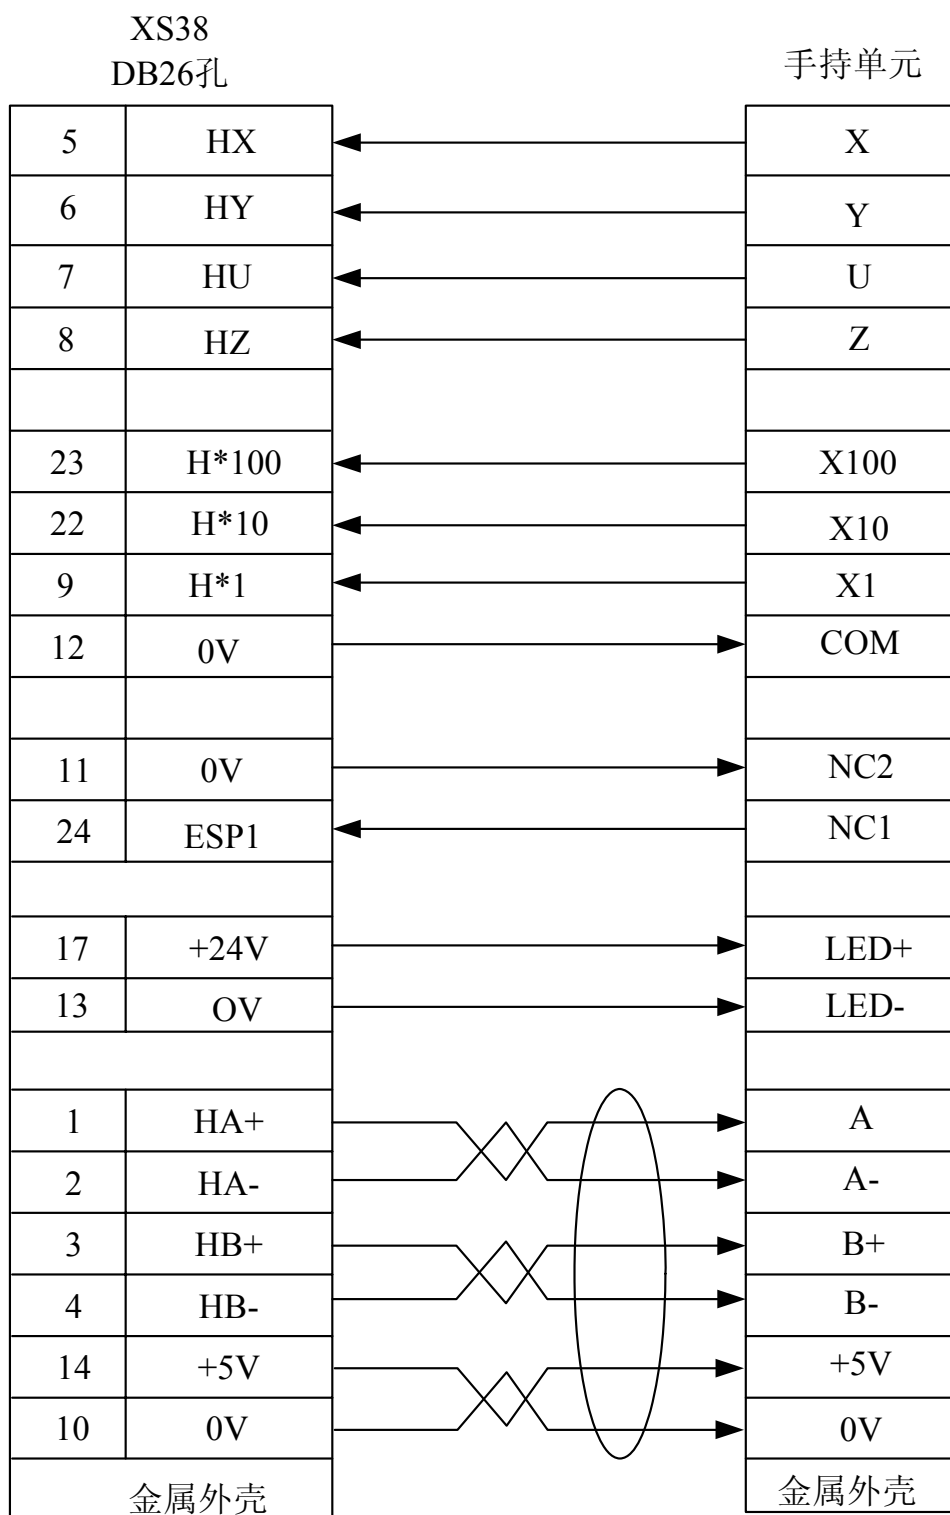 XS38
DB26孔
手持单元
5 HX X
6 HY Y
7 HU U
8 HZ Z
23 H*100 X100
22 H*10 X10
9 H*1 X1
12 0V COM
11 0V NC2
24 ESP1 NC1
17 +24V LED+
13 OV LED-
1 HA+ A
2 HA- A-
3 HB+ B+
4 HB- B-
14 +5V +5V
10 0V 0V
金属外壳 金属外壳